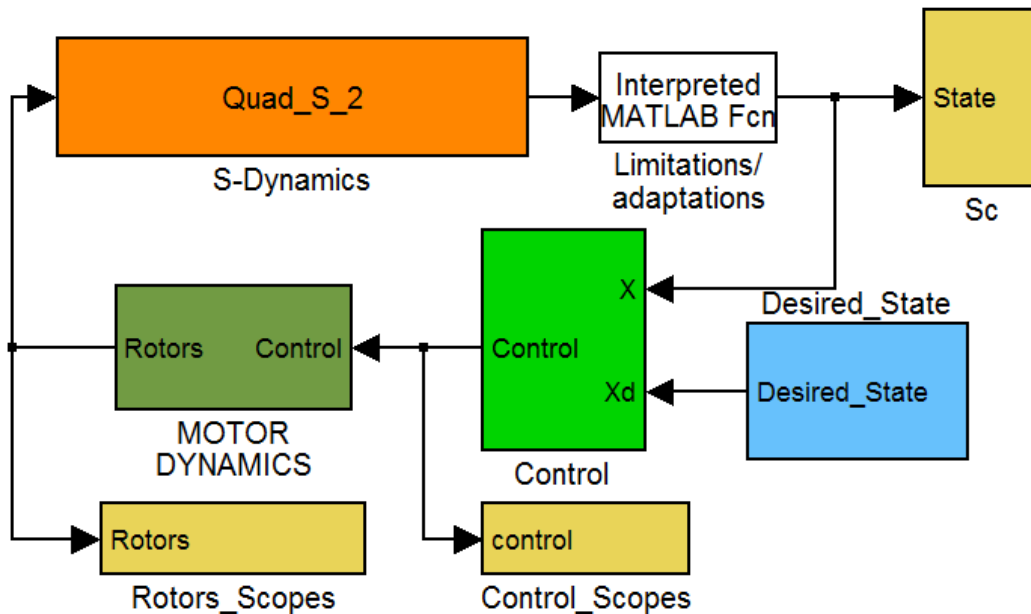 Quad_S_2
S-Dynamics
Interpreted
MATLAB Fcn
Limitations/
adaptations
State
Sc
X
Control
Xd
Control
Desired_State
Desired_State
Rotors
Control
MOTOR
DYNAMICS
Rotors
Rotors_Scopes
control
Control_Scopes